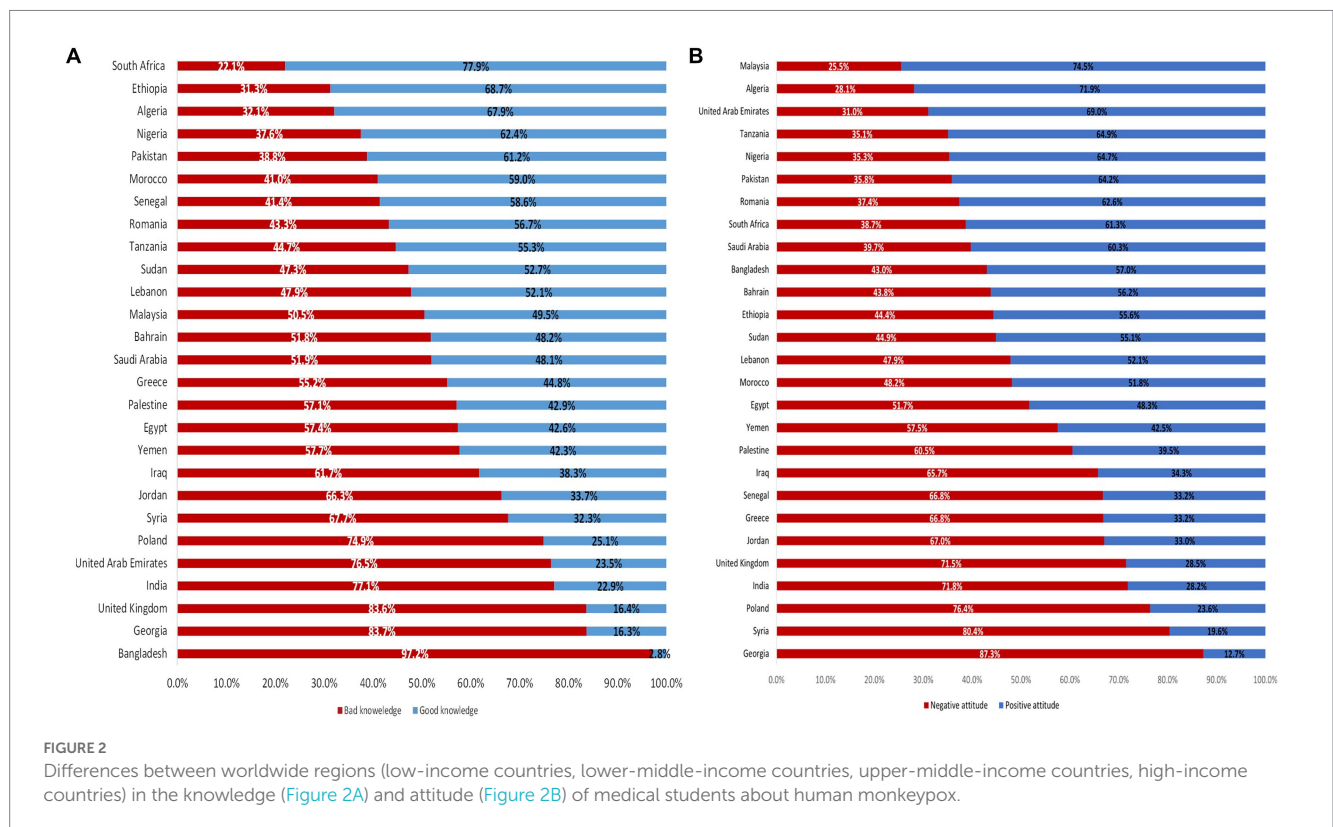 A
South Africa 22.1% 77.9%
Ethiopia 31.3% 68.7%
Algeria 32.1% 67.9%
Nigeria 37.6% 62.4%
Pakistan 38.8% 61.2%
Morocco 41.0% 59.0%
Senegal 41.4% 58.6%
Romania 43.3% 56.7%
Tanzania 44.7% 55.3%
Sudan 47.3% 52.7%
Lebanon 47.9% 52.1%
Malaysia 50.5% 49.5%
Bahrain 51.8% 48.2%
Saudi Arabia 51.9% 48.1%
Greece 55.2% 44.8%
Palestine 57.1% 42.9%
Egypt 57.4% 42.6%
Yemen 57.7% 42.3%
Iraq 61.7% 38.3%
Jordan 66.3% 33.7%
Syria 67.7% 32.3%
Poland 74.9% 25.1%
United Arab Emirates 76.5% 23.5%
India 77.1% 22.9%
United Kingdom 83.6% 16.4%
Georgia 83.7% 16.3%
Bangladesh 97.2% 2.8%
0.0% 10.0% 20.0% 30.0% 40.0% 50.0% 60.0% 70.0% 80.0% 90.0% 100.0%
Bad knoweledge Good knowledge
B
Malaysia 25.5% 74.5%
Algeria 28.1% 71.9%
United Arab Emirates 31.0% 69.0%
Tanzania 35.1% 64.9%
Nigeria 35.3% 64.7%
Pakistan 35.8% 64.2%
Romania 37.4% 62.6%
South Africa 38.7% 61.3%
Saudi Arabia 39.7% 60.3%
Bangladesh 43.0% 57.0%
Bahrain 43.8% 56.2%
Ethiopia 44.4% 55.6%
Sudan 44.9% 55.1%
Lebanon 47.9% 52.1%
Morocco 48.2% 51.8%
Egypt 51.7% 48.3%
Yemen 57.5% 42.5%
Palestine 60.5% 39.5%
Iraq 65.7% 34.3%
Senegal 66.8% 33.2%
Greece 66.8% 33.2%
Jordan 67.0% 33.0%
United Kingdom 71.5% 28.5%
India 71.8% 28.2%
Poland 76.4% 23.6%
Syria 80.4% 19.6%
Georgia 87.3% 12.7%
0.0% 10.0% 20.0% 30.0% 40.0% 50.0% 60.0% 70.0% 80.0% 90.0% 100.0%
Negative attitude Positive attitude
FIGURE 2
Differences between worldwide regions (low-income countries, lower-middle-income countries, upper-middle-income countries, high-income
countries) in the knowledge (Figure 2A) and attitude (Figure 2B) of medical students about human monkeypox.